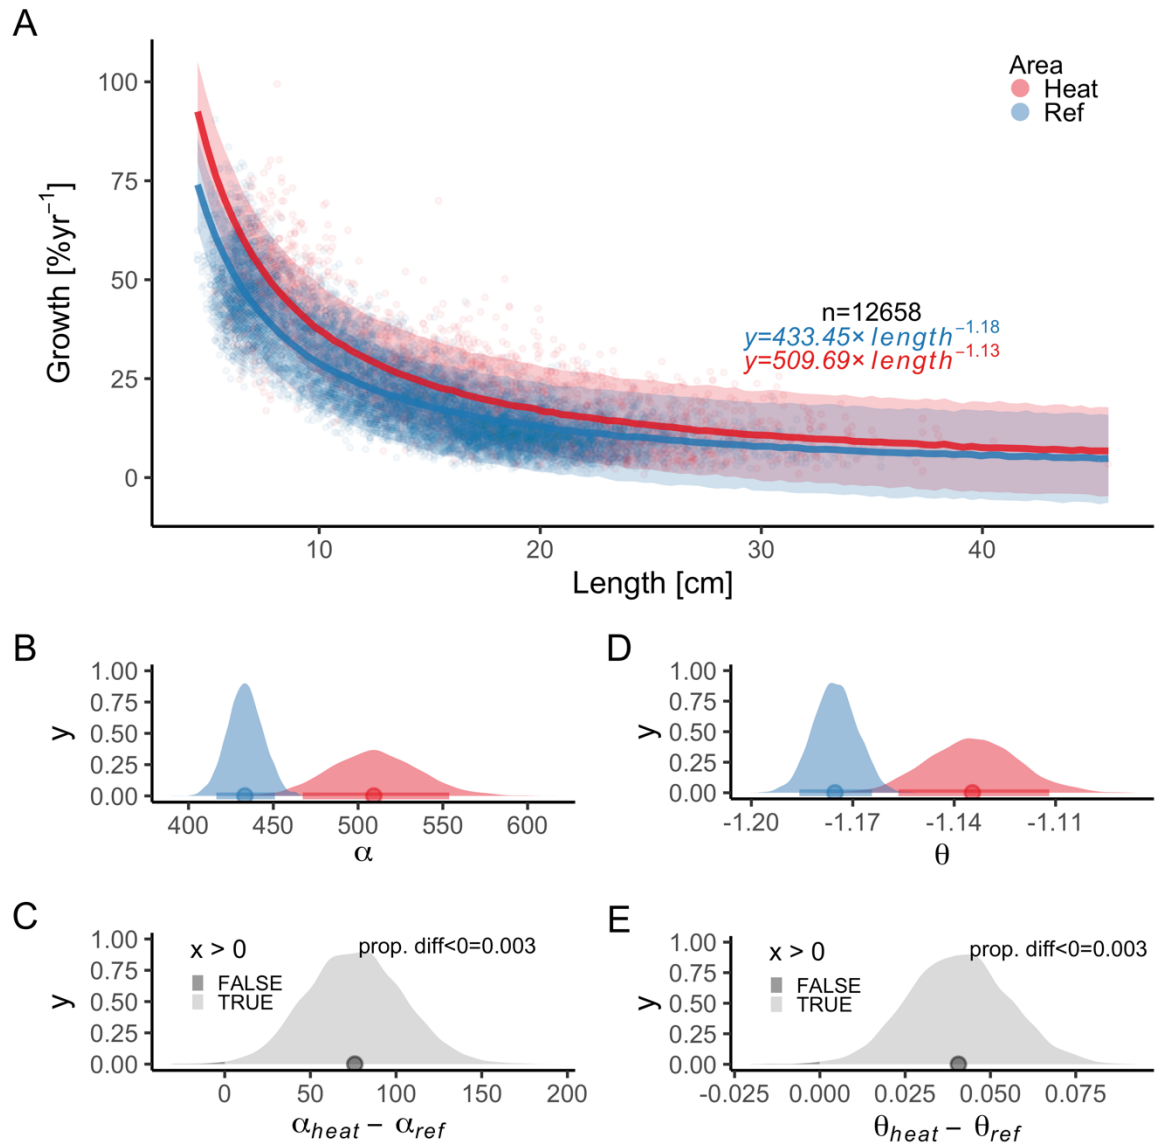 A
Area
Heat
Ref
Growth [%yr⁻¹]
100
75
50
25
0
n=12658
y=433.45× length⁻¹·¹⁸
y=509.69× length⁻¹·¹³
10 20 30 40
Length [cm]
B
y
1.00
0.75
0.50
0.25
0.00
400 450 500 550 600
α
D
y
1.00
0.75
0.50
0.25
0.00
-1.20 -1.17 -1.14 -1.11
θ
C
y
1.00
0.75
0.50
0.25
0.00
x > 0
FALSE
TRUE
prop. diff<0=0.003
0 50 100 150 200
αheat − αref
E
y
1.00
0.75
0.50
0.25
0.00
x > 0
FALSE
TRUE
prop. diff<0=0.003
-0.025 0.000 0.025 0.050 0.075
θheat − θref